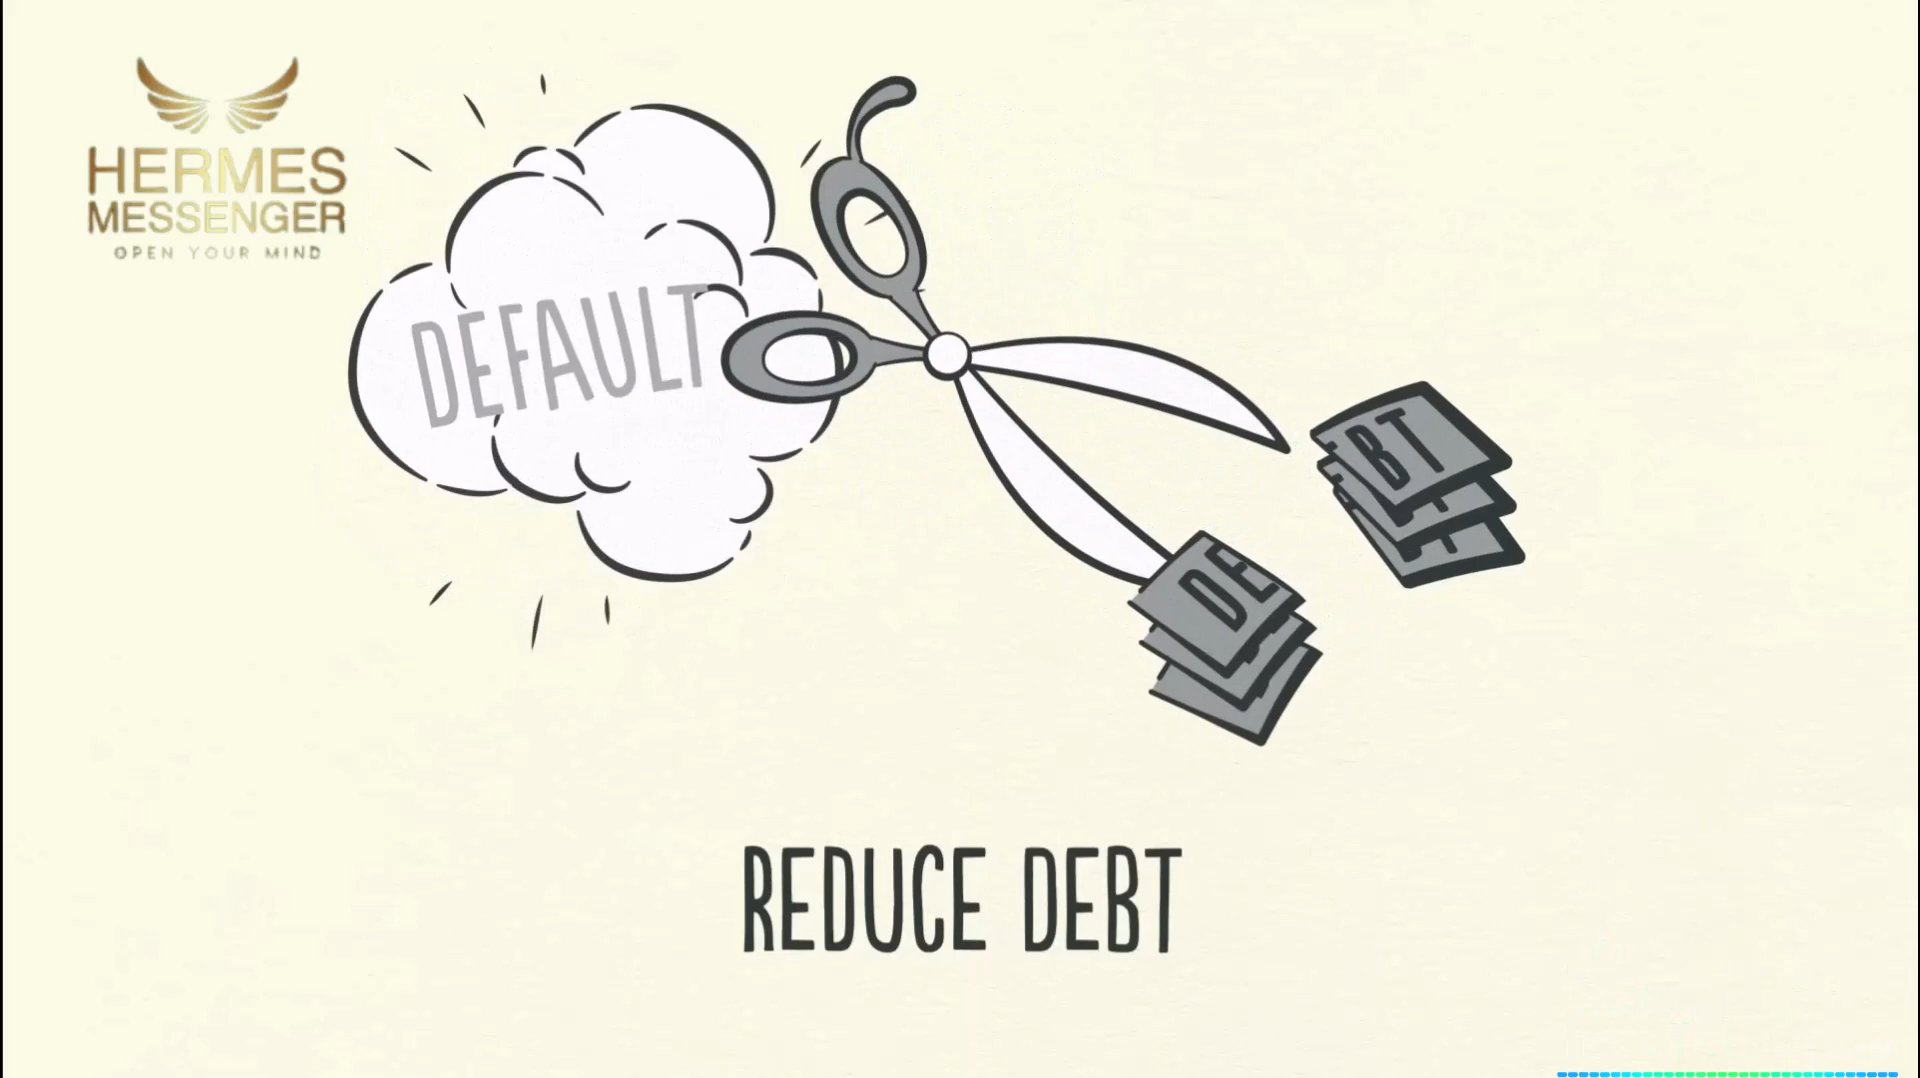 HERMES
MESSENGER
OPEN YOUR MIND
DEFAULT
BT
DE
REDUCE DEBT